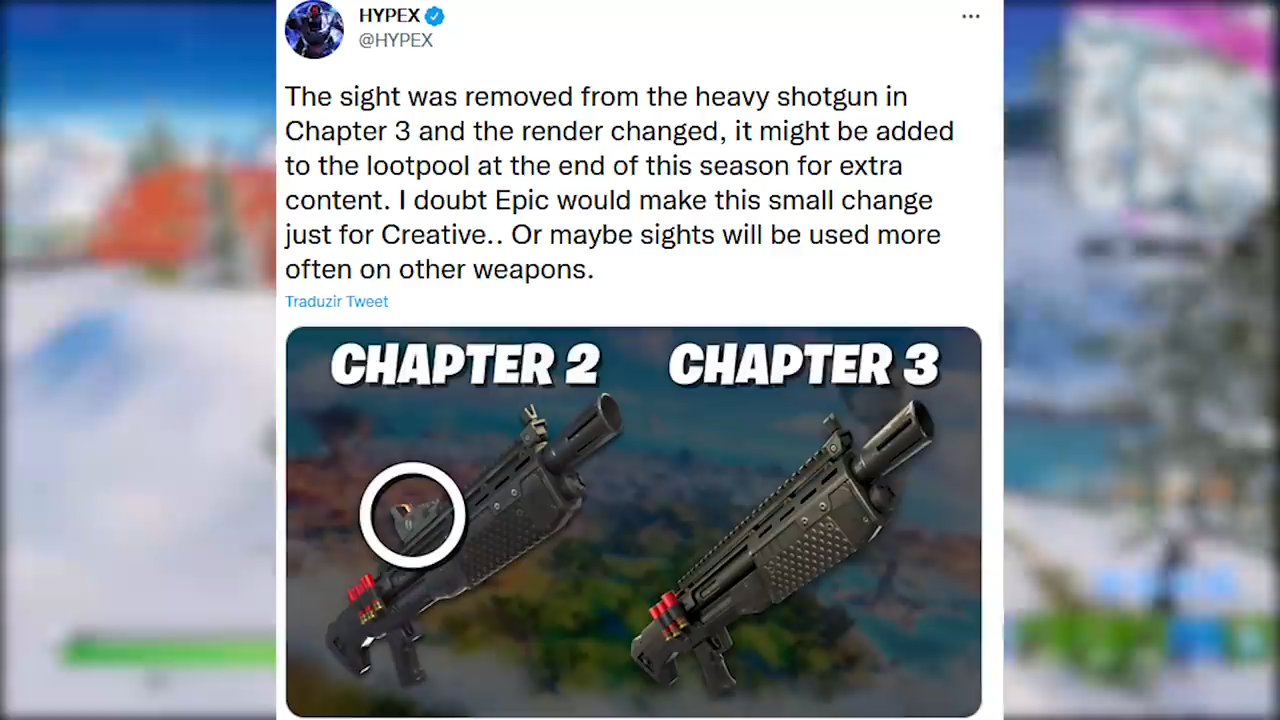 HYPEX
@HYPEX
The sight was removed from the heavy shotgun in
Chapter 3 and the render changed, it might be added
to the lootpool at the end of this season for extra
content. I doubt Epic would make this small change
just for Creative.. Or maybe sights will be used more
often on other weapons.
Traduzir Tweet
CHAPTER 2
CHAPTER 3